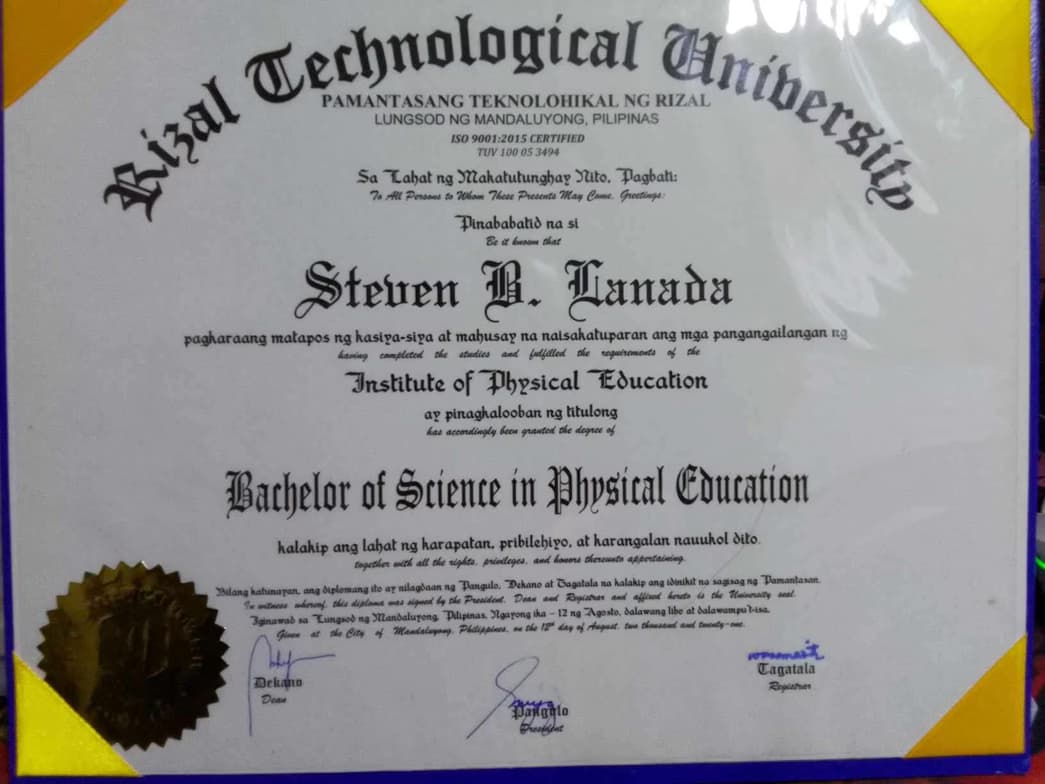 Rizal Technological University
PAMANTASANG TEKNOLOHIKAL NG RIZAL
LUNGSOD NG MANDALUYONG, PILIPINAS
ISO 9001:2015 CERTIFIED
TUV 100 05 3494
Sa Lahat ng Makatutunghay Nito, Pagbati:
To All Persons to Whom These Presents May Come, Greetings:
Pinababatid na si
Be it known that
Steven B. Lanada
pagkaraang matapos ng kasiya-siya at mahusay na naisakatuparan ang mga pangangailangan ng
having completed the studies and fulfilled the requirements of the
Institute of Physical Education
ay pinagkalooban ng titulong
has accordingly been granted the degree of
Bachelor of Science in Physical Education
kalakip ang lahat ng karapatan, pribilehiyo, at karangalan nauukol dito.
together with all the rights, privileges, and honors thereunto appertaining.
Bilang katunayan, ang diplomang ito ay nilagdaan ng Pangulo, Dekano at Tagatala na kalakip ang idinikit na sagisag ng Pamantasan.
In witness whereof, this diploma was signed by the President, Dean and Registrar and affixed hereto is the University seal.
Iginawad sa Lungsod ng Mandaluyong, Pilipinas, Ngayong ika – 12 ng Agosto, dalawang libo at dalawampu't-isa.
Given at the City of Mandaluyong, Philippines, on the 12th day of August, two thousand and twenty-one.
Dekano
Dean
Pangulo
President
Tagatala
Registrar